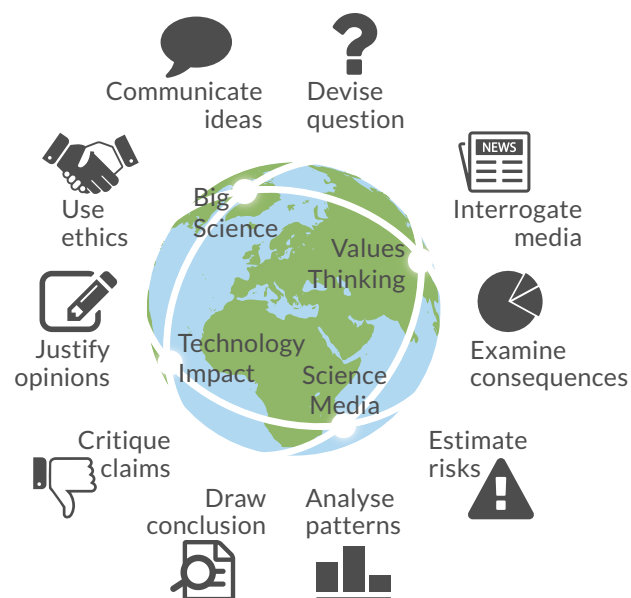 Communicate
ideas
Devise
question
NEWS
Interrogate
media
Use
ethics
Big
Science
Values
Thinking
Justify
opinions
Technology
Impact
Science
Media
Examine
consequences
Critique
claims
Estimate
risks
Draw
conclusion
Analyse
patterns